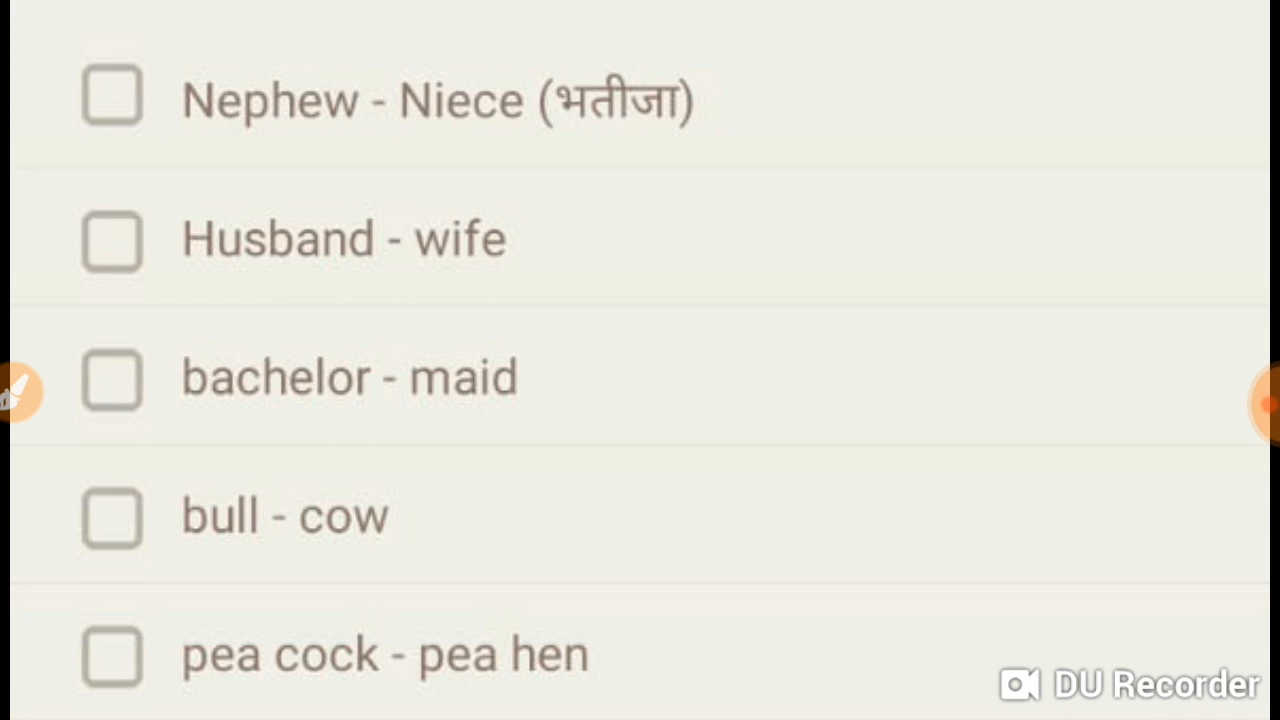 Nephew - Niece (भतीजा)
Husband - wife
bachelor - maid
bull - cow
pea cock - pea hen
DU Recorder